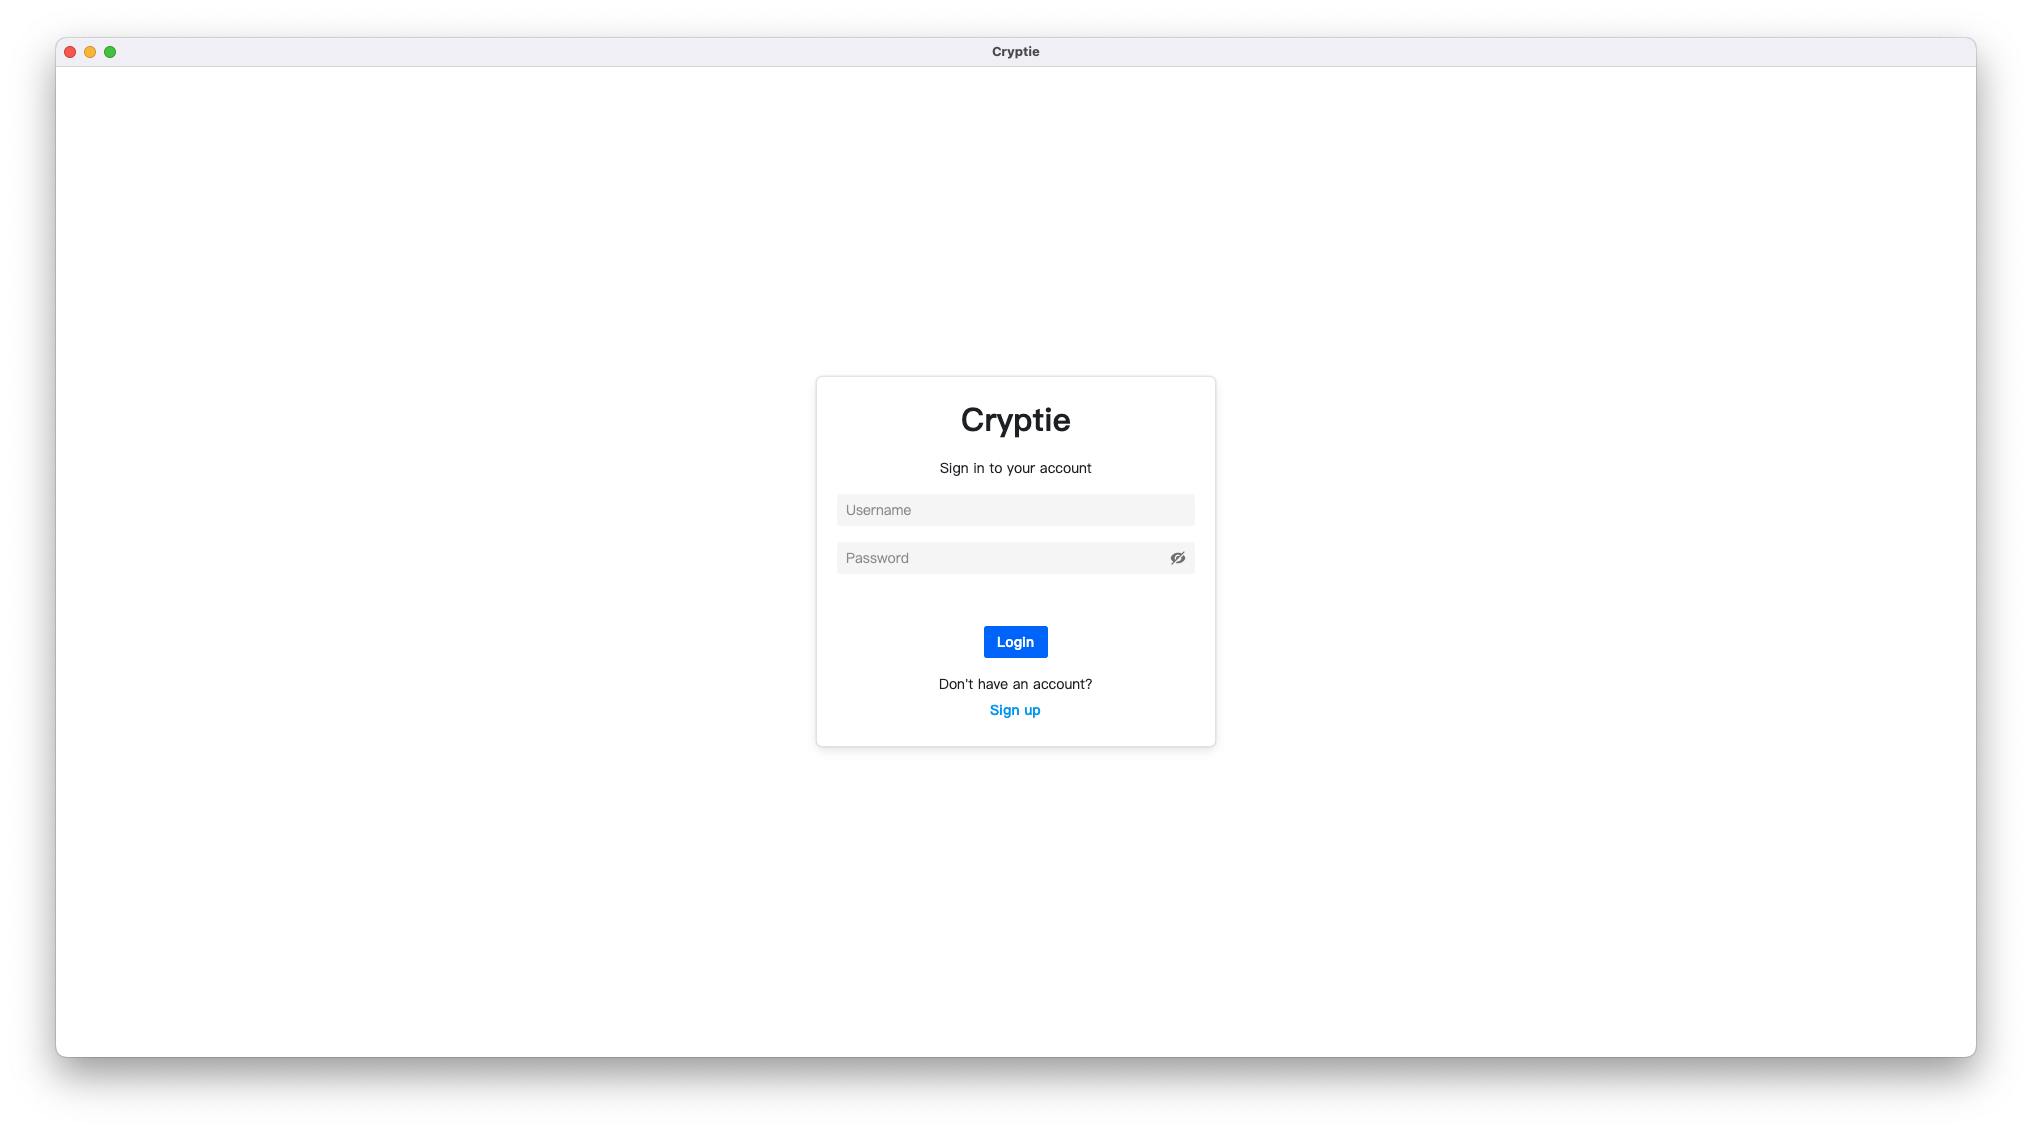 Cryptie
Cryptie
Sign in to your account
Username
Password
Login
Don't have an account?
Sign up